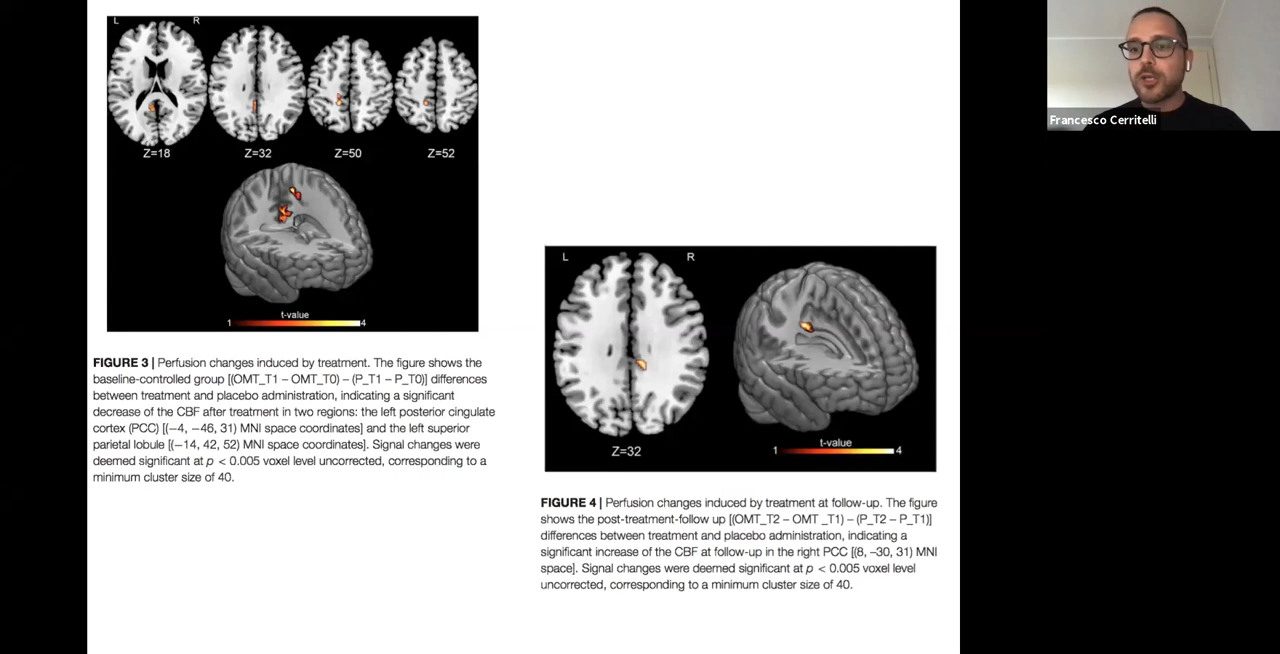 L R
Z=18 Z=32 Z=50 Z=52
t-value
1 4
FIGURE 3 | Perfusion changes induced by treatment. The figure shows the
baseline-controlled group [(OMT_T1 – OMT_T0) – (P_T1 – P_T0)] differences
between treatment and placebo administration, indicating a significant
decrease of the CBF after treatment in two regions: the left posterior cingulate
cortex (PCC) [(−4, −46, 31) MNI space coordinates] and the left superior
parietal lobule [(−14, 42, 52) MNI space coordinates]. Signal changes were
deemed significant at p < 0.005 voxel level uncorrected, corresponding to a
minimum cluster size of 40.
L R
Z=32
t-value
1 4
FIGURE 4 | Perfusion changes induced by treatment at follow-up. The figure
shows the post-treatment-follow up [(OMT_T2 – OMT _T1) – (P_T2 – P_T1)]
differences between treatment and placebo administration, indicating a
significant increase of the CBF at follow-up in the right PCC [(8, −30, 31) MNI
space]. Signal changes were deemed significant at p < 0.005 voxel level
uncorrected, corresponding to a minimum cluster size of 40.
Francesco Cerritelli